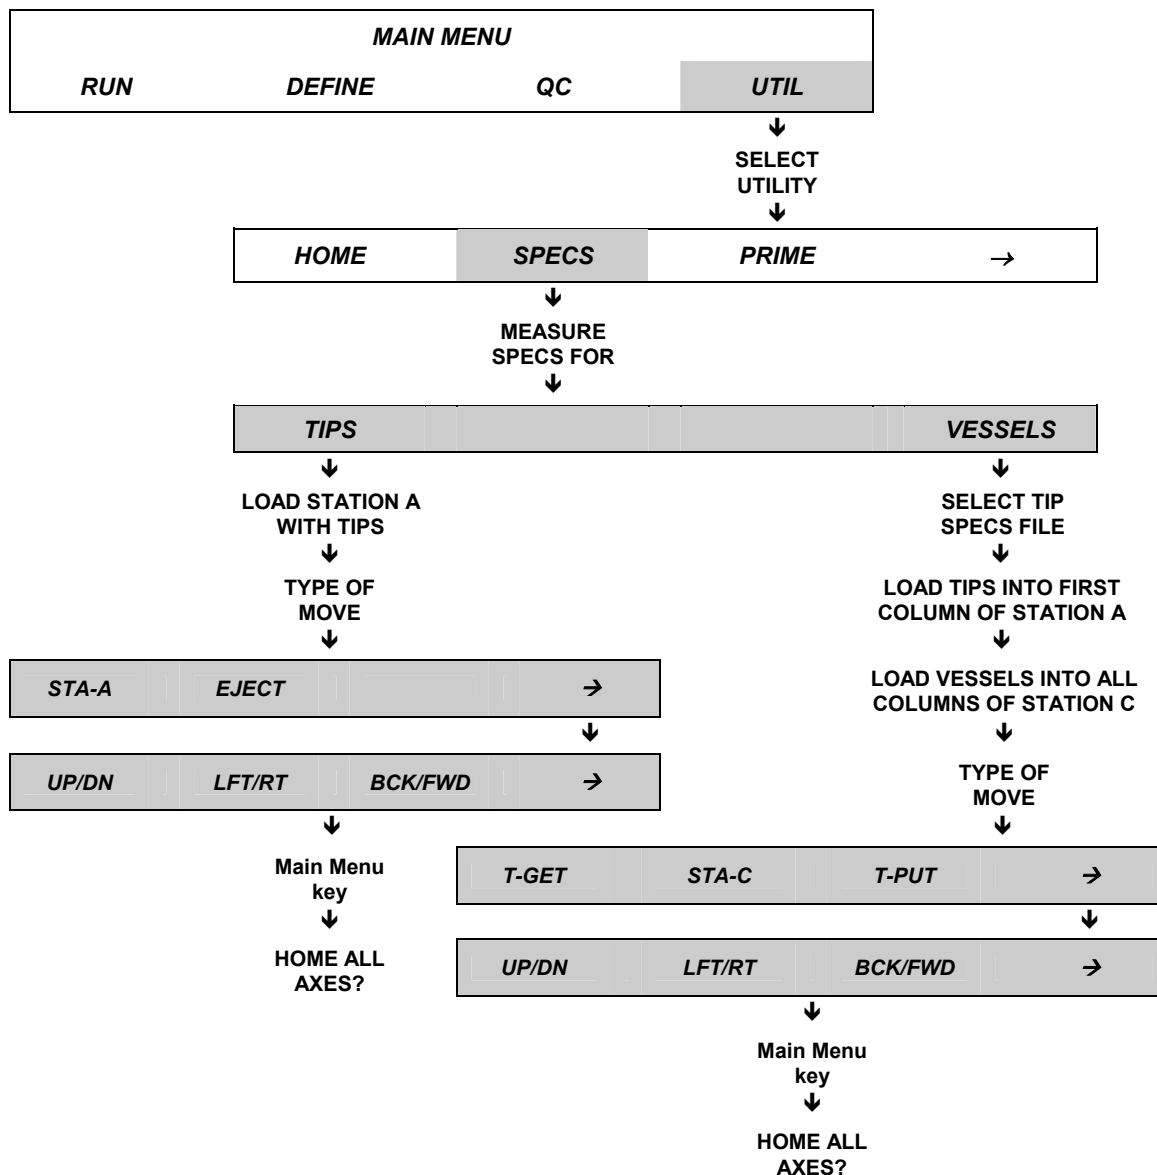 MAIN MENU
RUN DEFINE QC UTIL
SELECT
UTILITY
HOME SPECS PRIME →
MEASURE
SPECS FOR
TIPS VESSELS
LOAD STATION A
WITH TIPS
TYPE OF
MOVE
STA-A EJECT →
UP/DN LFT/RT BCK/FWD →
Main Menu
key
HOME ALL
AXES?
SELECT TIP
SPECS FILE
LOAD TIPS INTO FIRST
COLUMN OF STATION A
LOAD VESSELS INTO ALL
COLUMNS OF STATION C
TYPE OF
MOVE
T-GET STA-C T-PUT →
UP/DN LFT/RT BCK/FWD →
Main Menu
key
HOME ALL
AXES?